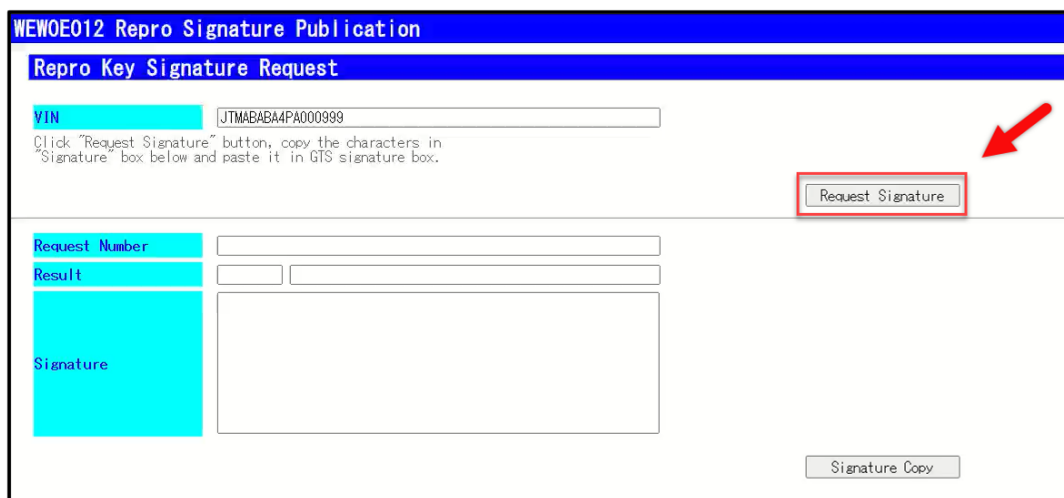 WEWOE012 Repro Signature Publication
Repro Key Signature Request
VIN JTMABABA4PA000999
Click "Request Signature" button, copy the characters in
"Signature" box below and paste it in GTS signature box.
Request Signature
Request Number
Result
Signature
Signature Copy